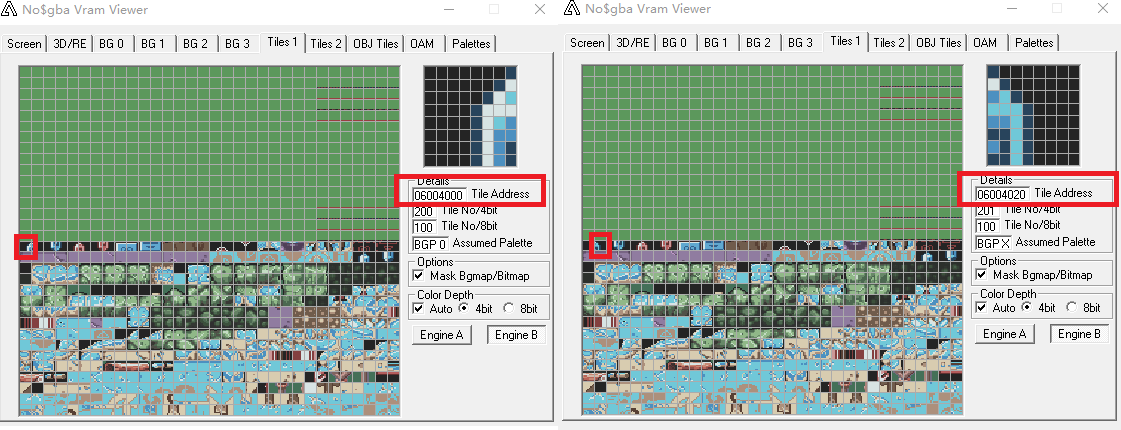 No$gba Vram Viewer
Screen 3D/RE BG 0 BG 1 BG 2 BG 3 Tiles 1 Tiles 2 OBJ Tiles OAM Palettes
Details
06004000 Tile Address
200 Tile No/4bit
100 Tile No/8bit
BGP 0 Assumed Palette
Options
Mask Bgmap/Bitmap
Color Depth
Auto 4bit 8bit
Engine A Engine B
No$gba Vram Viewer
Screen 3D/RE BG 0 BG 1 BG 2 BG 3 Tiles 1 Tiles 2 OBJ Tiles OAM Palettes
Details
06004020 Tile Address
201 Tile No/4bit
100 Tile No/8bit
BGP X Assumed Palette
Options
Mask Bgmap/Bitmap
Color Depth
Auto 4bit 8bit
Engine A Engine B